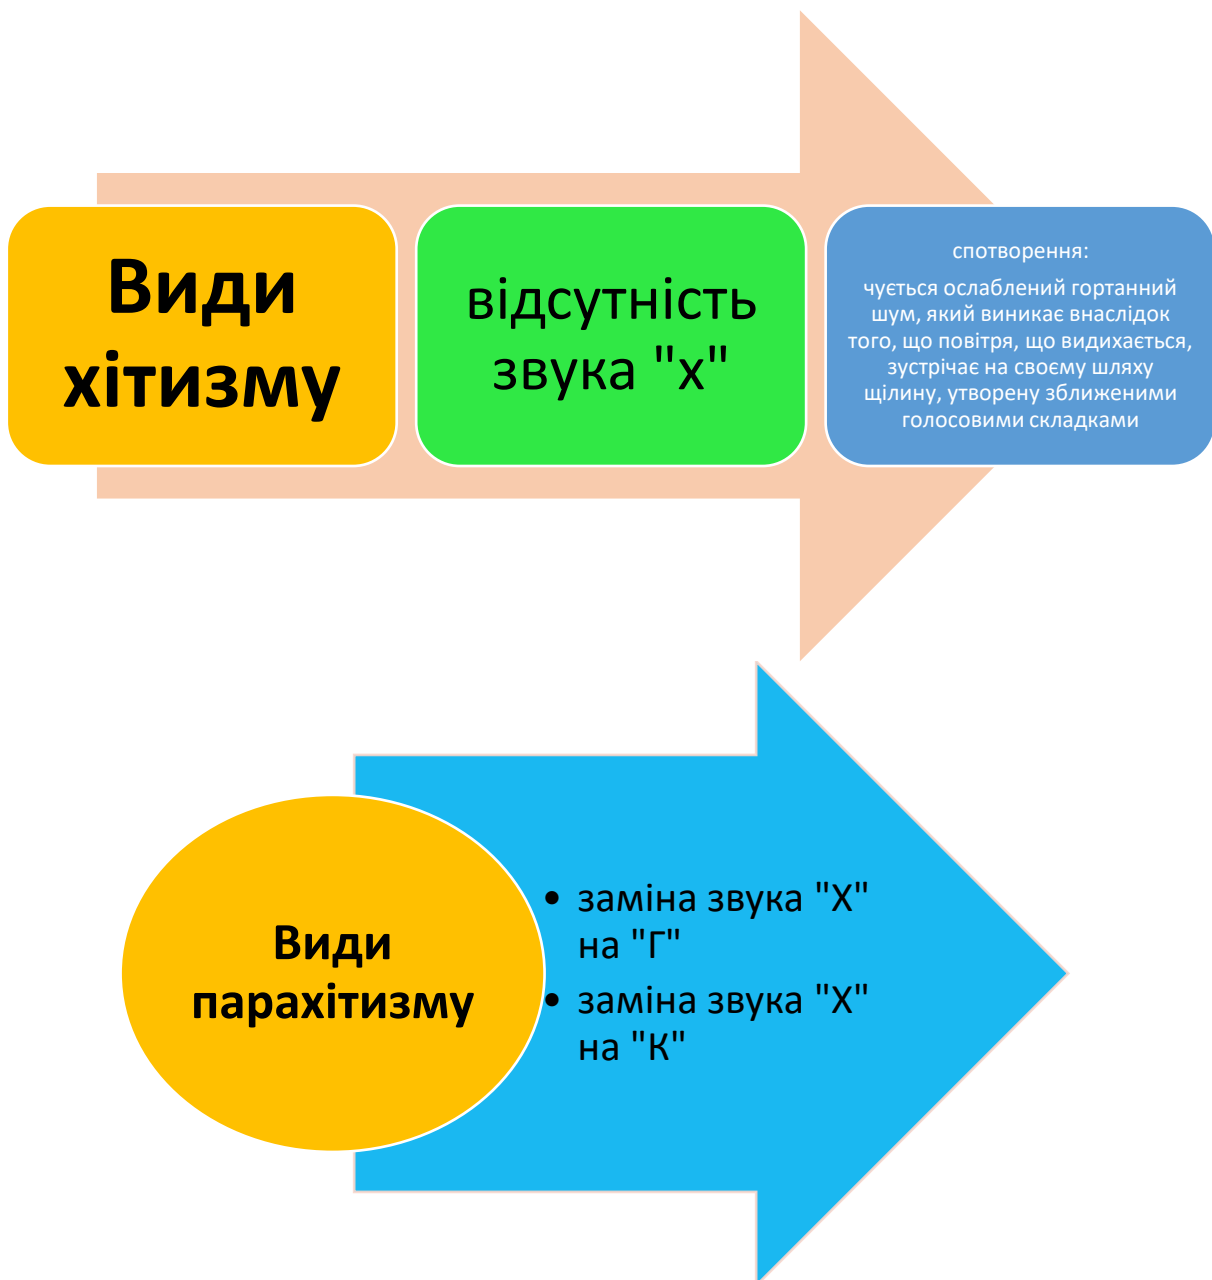 Види
хітизму
відсутність
звука "х"
спотворення:
чується ослаблений гортанний
шум, який виникає внаслідок
того, що повітря, що видихається,
зустрічає на своєму шляху
щілину, утворену зближеними
голосовими складками
Види
парахітизму
• заміна звука "Х"
на "Г"
• заміна звука "Х"
на "К"